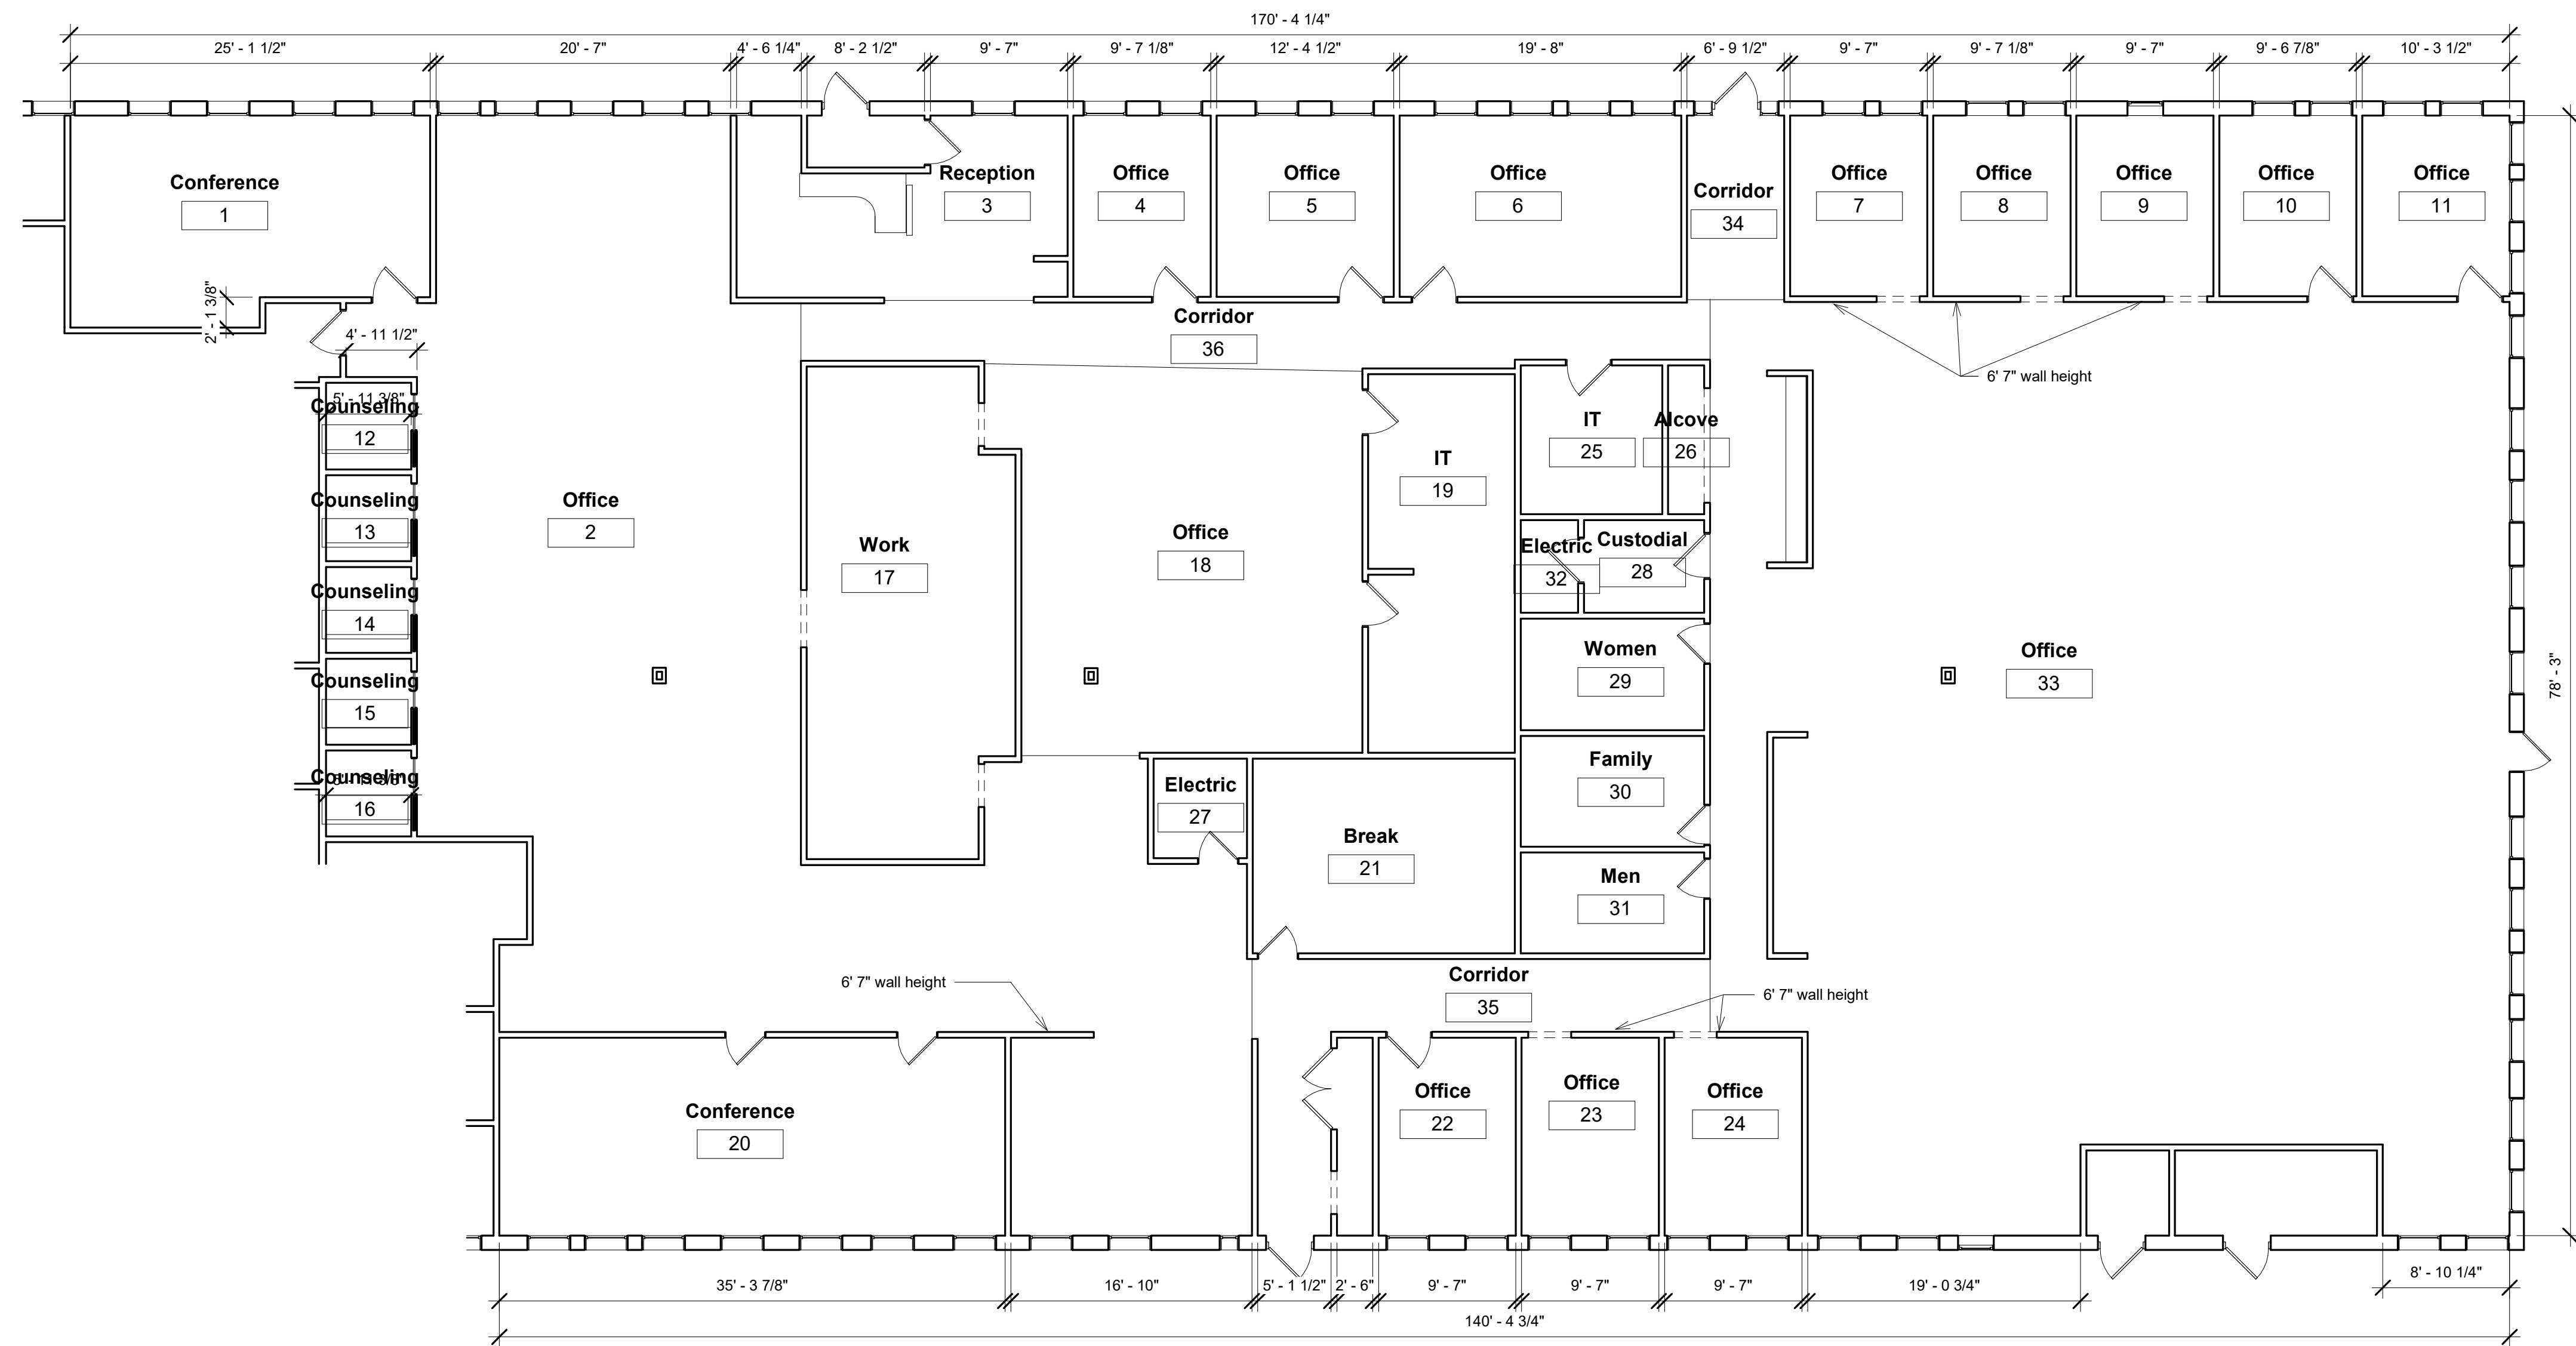 170' - 4 1/4"
25' - 1 1/2"
20' - 7"
4' - 6 1/4"
8' - 2 1/2"
9' - 7"
9' - 7 1/8"
12' - 4 1/2"
19' - 8"
6' - 9 1/2"
9' - 7"
9' - 7 1/8"
9' - 7"
9' - 6 7/8"
10' - 3 1/2"
Conference
1
Reception
3
Office
4
Office
5
Office
6
Corridor
34
Office
7
Office
8
Office
9
Office
10
Office
11
2' - 1 3/8"
4' - 11 1/2"
Corridor
36
6' 7" wall height
5' - 11 3/8"
Counseling
12
Counseling
13
Counseling
14
Counseling
15
Counseling
16
Office
2
Work
17
Office
18
IT
19
IT
25
Alcove
26
Electric
32
Custodial
28
Women
29
Family
30
Men
31
Office
33
78' - 3"
Electric
27
Break
21
6' 7" wall height
Corridor
35
6' 7" wall height
Conference
20
Office
22
Office
23
Office
24
35' - 3 7/8"
16' - 10"
5' - 1 1/2"
2' - 6"
9' - 7"
9' - 7"
9' - 7"
19' - 0 3/4"
8' - 10 1/4"
140' - 4 3/4"